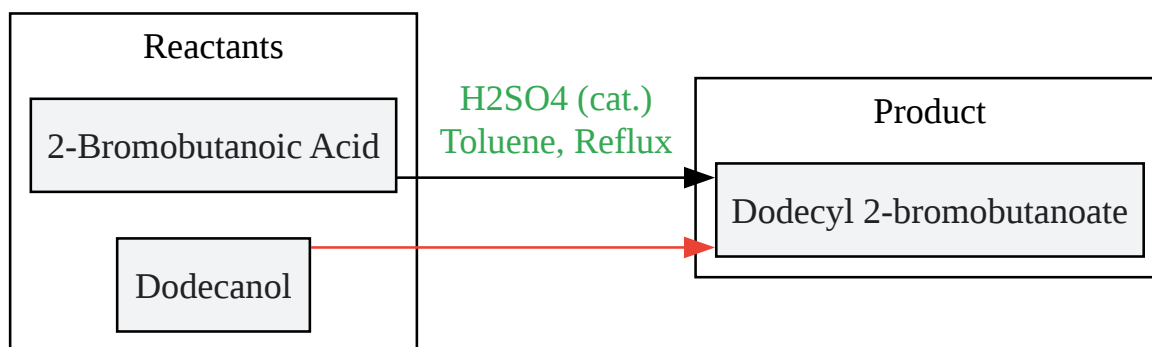 Reactants
2-Bromobutanoic Acid
Dodecanol
H2SO4 (cat.)
Toluene, Reflux
Product
Dodecyl 2-bromobutanoate